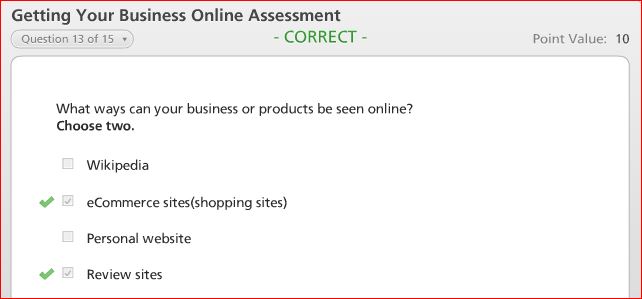 Getting Your Business Online Assessment
Question 13 of 15
- CORRECT -
Point Value: 10
What ways can your business or products be seen online?
Choose two.
Wikipedia
eCommerce sites(shopping sites)
Personal website
Review sites